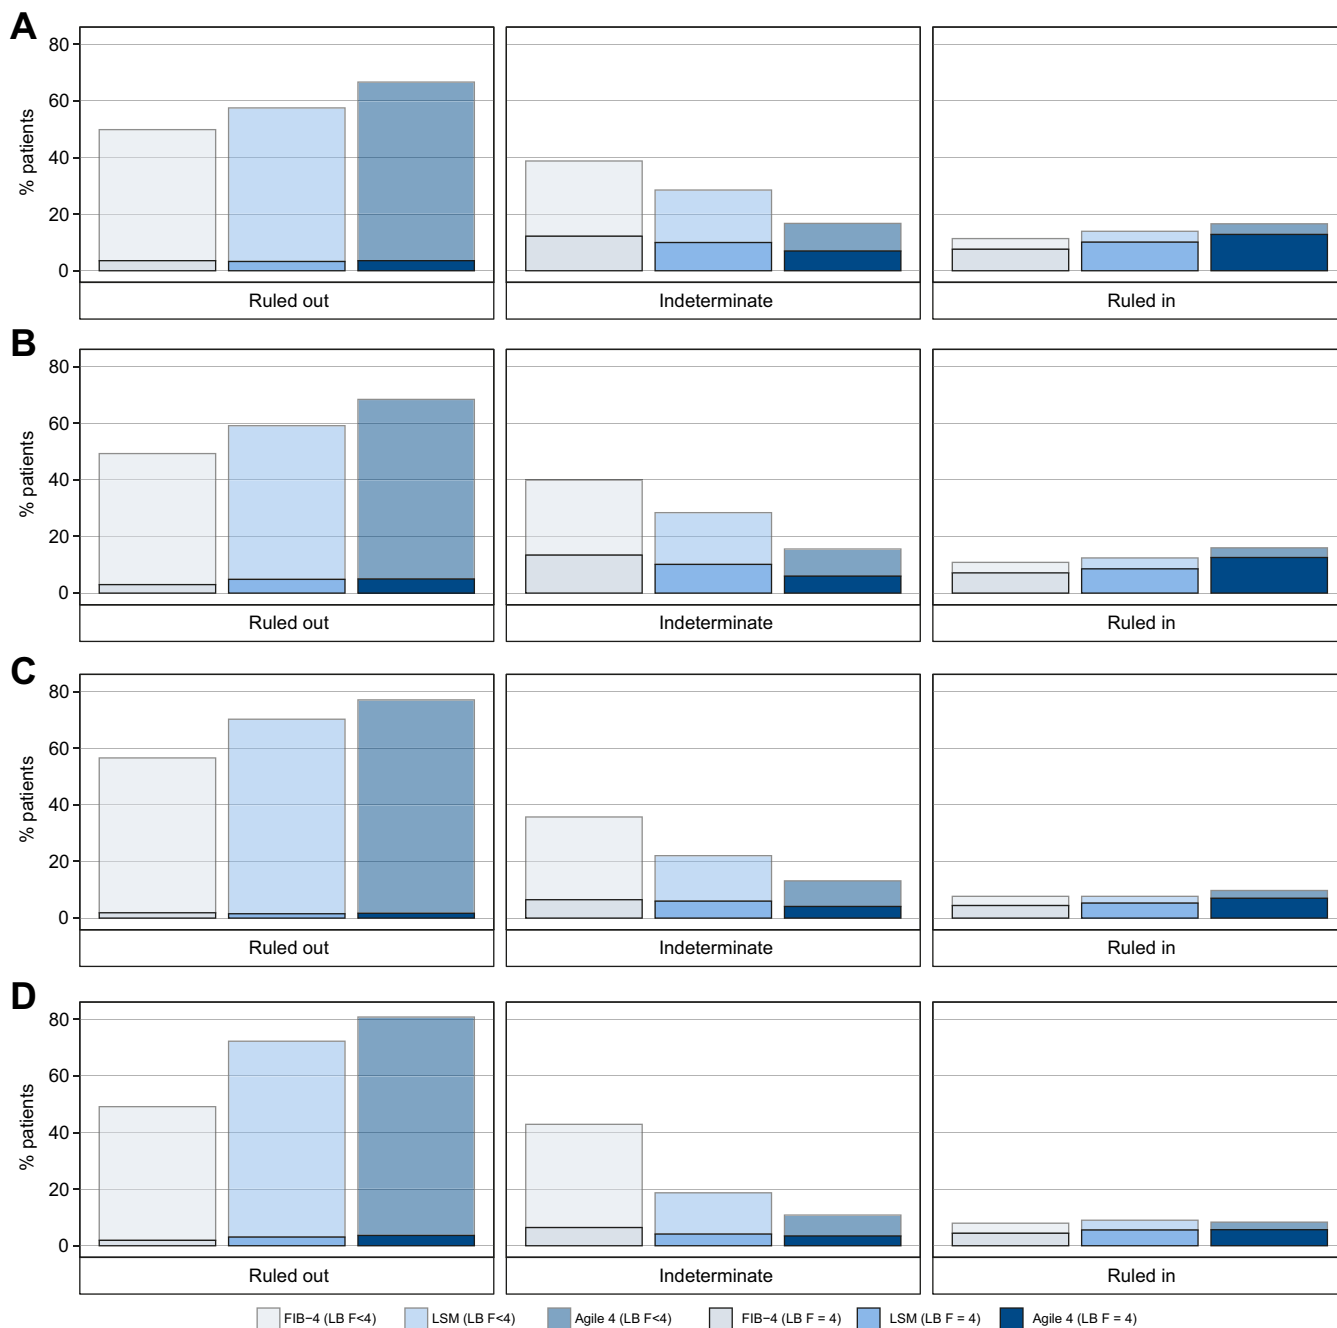 A
% patients
80
60
40
20
0
Ruled out
Indeterminate
Ruled in
B
% patients
80
60
40
20
0
Ruled out
Indeterminate
Ruled in
C
% patients
80
60
40
20
0
Ruled out
Indeterminate
Ruled in
D
% patients
80
60
40
20
0
Ruled out
Indeterminate
Ruled in
FIB−4 (LB F<4) LSM (LB F<4) Agile 4 (LB F<4) FIB−4 (LB F = 4) LSM (LB F = 4) Agile 4 (LB F = 4)